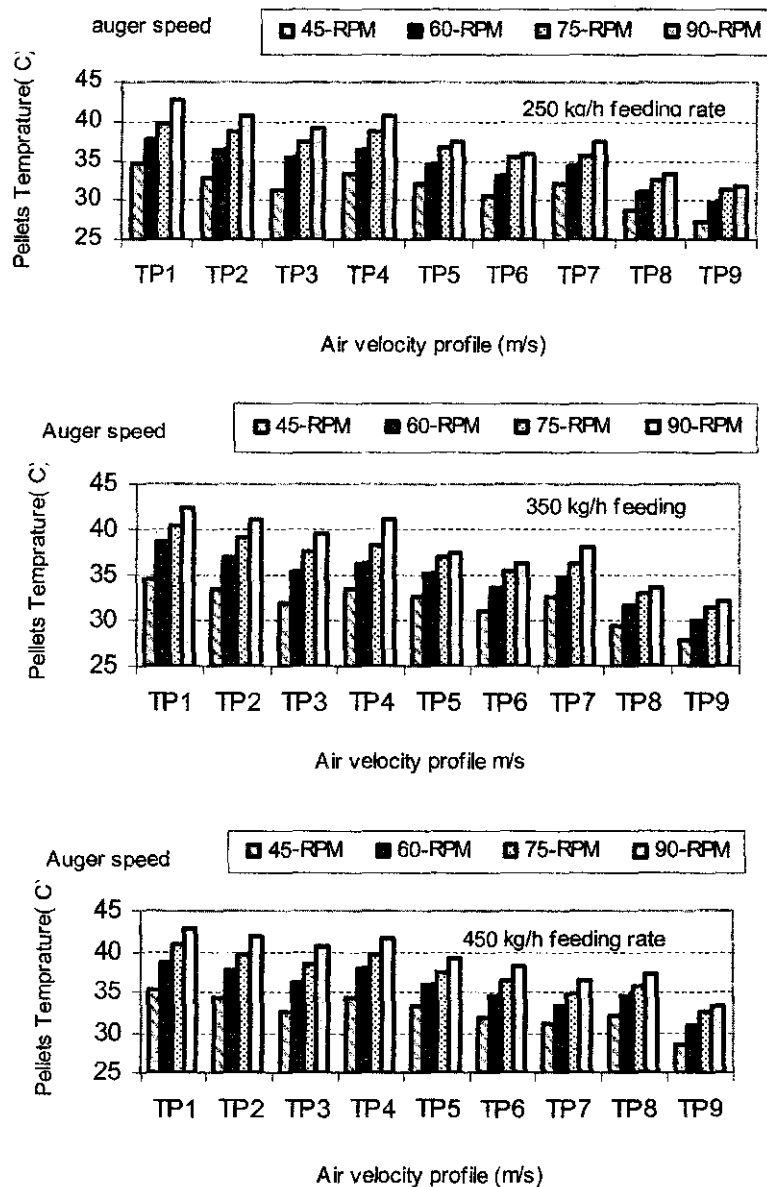 auger speed
45-RPM 60-RPM 75-RPM 90-RPM
Pellets Temprature( C)
45
40
35
30
25
250 kg/h feeding rate
TP1 TP2 TP3 TP4 TP5 TP6 TP7 TP8 TP9
Air velocity profile (m/s)
Auger speed
45-RPM 60-RPM 75-RPM 90-RPM
Pellets Temprature( C)
45
40
35
30
25
350 kg/h feeding
TP1 TP2 TP3 TP4 TP5 TP6 TP7 TP8 TP9
Air velocity profile m/s
Auger speed
45-RPM 60-RPM 75-RPM 90-RPM
Pellets Temprature( C)
45
40
35
30
25
450 kg/h feeding rate
TP1 TP2 TP3 TP4 TP5 TP6 TP7 TP8 TP9
Air velocity profile (m/s)